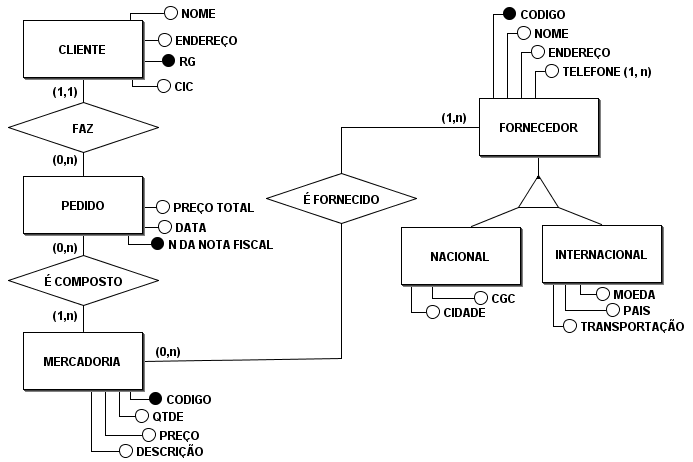 NOME
CLIENTE
ENDEREÇO
RG
CIC
(1,1)
FAZ
(0,n)
PEDIDO
PREÇO TOTAL
DATA
N DA NOTA FISCAL
(0,n)
É COMPOSTO
(1,n)
MERCADORIA
(0,n)
CODIGO
QTDE
PREÇO
DESCRIÇÃO
É FORNECIDO
(1,n)
CODIGO
NOME
ENDEREÇO
TELEFONE (1, n)
FORNECEDOR
NACIONAL
CGC
CIDADE
INTERNACIONAL
MOEDA
PAIS
TRANSPORTAÇÃO